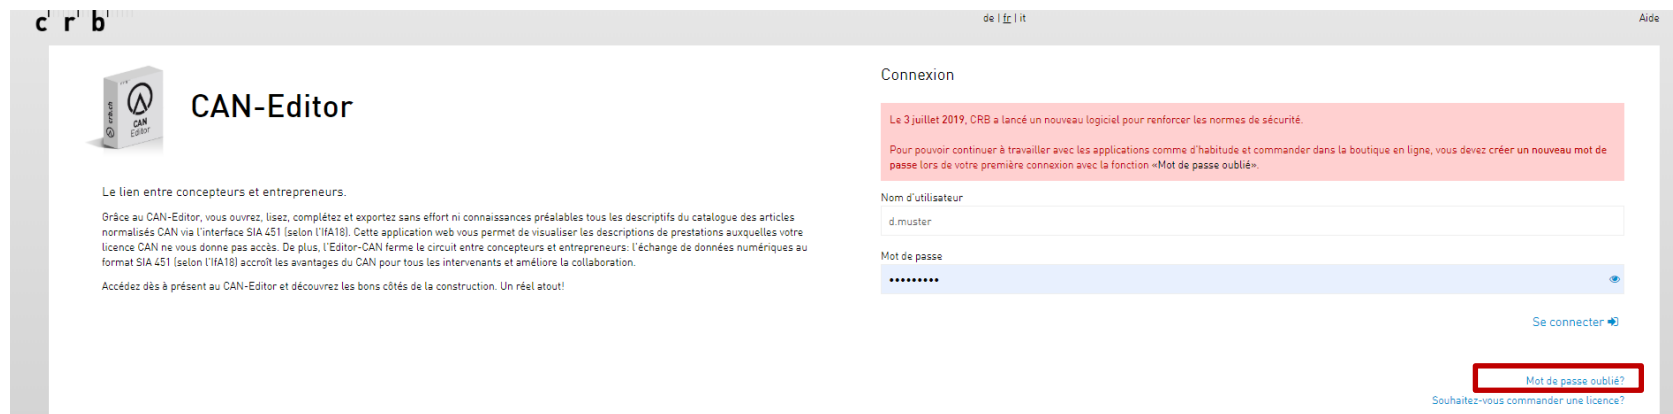 c' r' b'
de | fr | it
Aide
crb.ch
CAN
Editor
CAN-Editor
Le lien entre concepteurs et entrepreneurs.
Grâce au CAN-Editor, vous ouvrez, lisez, complétez et exportez sans effort ni connaissances préalables tous les descriptifs du catalogue des articles
normalisés CAN via l'interface SIA 451 (selon l'IfA18). Cette application web vous permet de visualiser les descriptions de prestations auxquelles votre
licence CAN ne vous donne pas accès. De plus, l'Editor-CAN ferme le circuit entre concepteurs et entrepreneurs: l'échange de données numériques au
format SIA 451 (selon l'IfA18) accroît les avantages du CAN pour tous les intervenants et améliore la collaboration.
Accédez dès à présent au CAN-Editor et découvrez les bons côtés de la construction. Un réel atout!
Connexion
Le 3 juillet 2019, CRB a lancé un nouveau logiciel pour renforcer les normes de sécurité.
Pour pouvoir continuer à travailler avec les applications comme d'habitude et commander dans la boutique en ligne, vous devez créer un nouveau mot de
passe lors de votre première connexion avec la fonction «Mot de passe oublié».
Nom d'utilisateur
d.muster
Mot de passe
•••••••••
Se connecter
Mot de passe oublié?
Souhaitez-vous commander une licence?